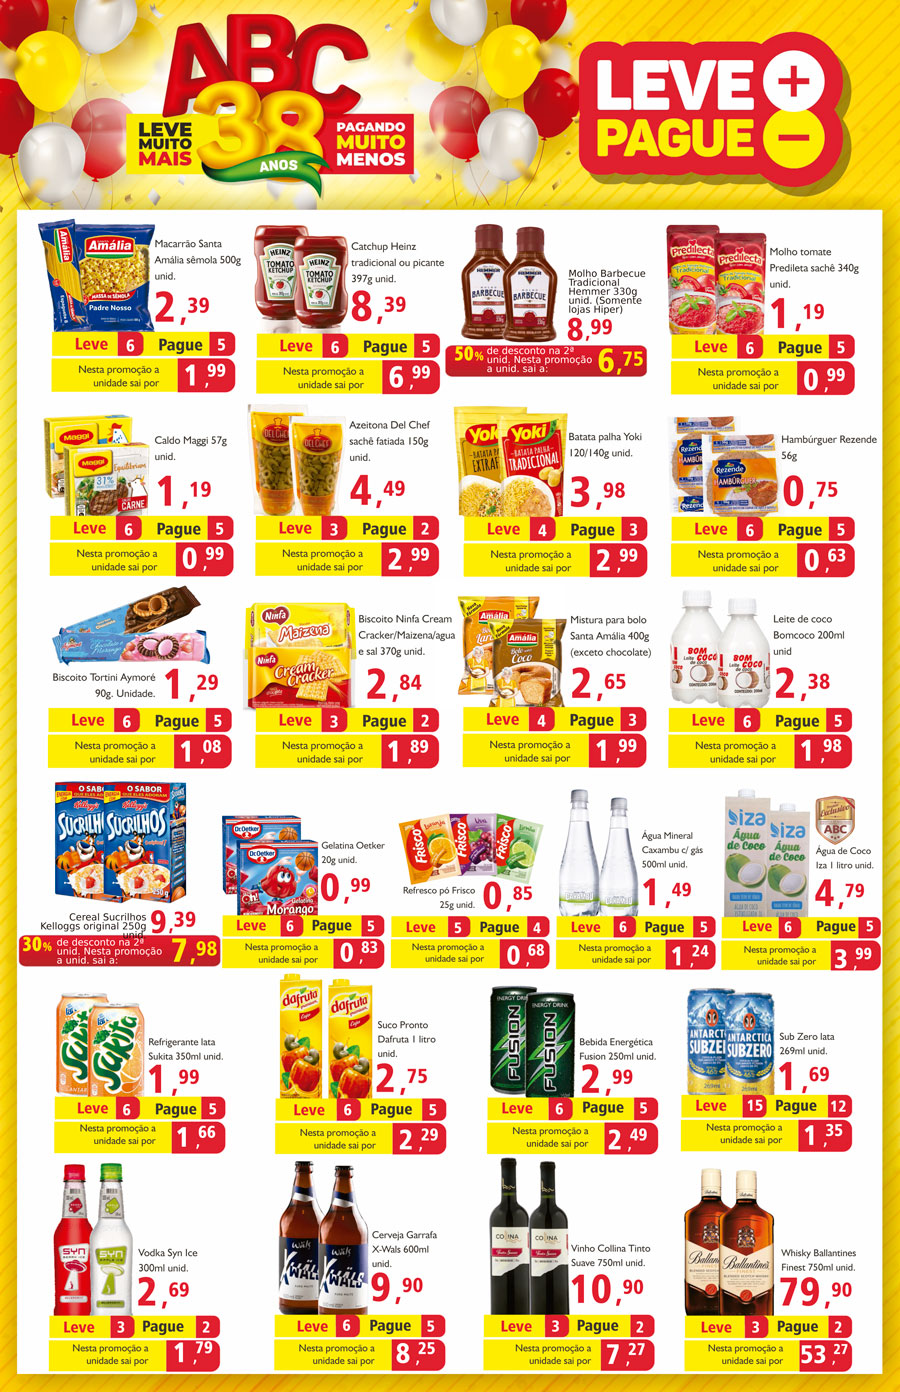 ABC
38
ANOS
LEVE
MUITO
MAIS
PAGANDO
MUITO
MENOS
LEVE +
PAGUE −
Macarrão Santa
Amália sêmola 500g
unid.
2,39
Leve 6 Pague 5
Nesta promoção a
unidade sai por
1,99
Catchup Heinz
tradicional ou picante
397g unid.
8,39
Leve 6 Pague 5
Nesta promoção a
unidade sai por
6,99
Molho Barbecue
Tradicional
Hemmer 330g
unid. (Somente
lojas Hiper)
8,99
50% de desconto na 2ª
unid. Nesta promoção
a unid. sai a:
6,75
Molho tomate
Predileta sachê 340g
unid.
1,19
Leve 6 Pague 5
Nesta promoção a
unidade sai por
0,99
Caldo Maggi 57g
unid.
1,19
Leve 6 Pague 5
Nesta promoção a
unidade sai por
0,99
Azeitona Del Chef
sachê fatiada 150g
unid.
4,49
Leve 3 Pague 2
Nesta promoção a
unidade sai por
2,99
Batata palha Yoki
120/140g unid.
3,98
Leve 4 Pague 3
Nesta promoção a
unidade sai por
2,99
Hambúrguer Rezende
56g
0,75
Leve 6 Pague 5
Nesta promoção a
unidade sai por
0,63
Biscoito Tortini Aymoré
90g. Unidade.
1,29
Leve 6 Pague 5
Nesta promoção a
unidade sai por
1,08
Biscoito Ninfa Cream
Cracker/Maizena/agua
e sal 370g unid.
2,84
Leve 3 Pague 2
Nesta promoção a
unidade sai por
1,89
Mistura para bolo
Santa Amália 400g
(exceto chocolate)
2,65
Leve 4 Pague 3
Nesta promoção a
unidade sai por
1,99
Leite de coco
Bomcoco 200ml
unid
2,38
Leve 6 Pague 5
Nesta promoção a
unidade sai por
1,98
Cereal Sucrilhos
Kelloggs original 250g
unid.
9,39
30% de desconto na 2ª
unid. Nesta promoção
a unid. sai a:
7,98
Gelatina Oetker
20g unid.
0,99
Leve 6 Pague 5
Nesta promoção a
unidade sai por
0,83
Refresco pó Frisco
25g unid.
0,85
Leve 5 Pague 4
Nesta promoção a
unidade sai por
0,68
Água Mineral
Caxambu c/ gás
500ml unid.
1,49
Leve 6 Pague 5
Nesta promoção a
unidade sai por
1,24
Água de Coco
Iza 1 litro unid.
4,79
Leve 6 Pague 5
Nesta promoção a
unidade sai por
3,99
Refrigerante lata
Sukita 350ml unid.
1,99
Leve 6 Pague 5
Nesta promoção a
unidade sai por
1,66
Suco Pronto
Dafruta 1 litro
unid.
2,75
Leve 6 Pague 5
Nesta promoção a
unidade sai por
2,29
Bebida Energética
Fusion 250ml unid.
2,99
Leve 6 Pague 5
Nesta promoção a
unidade sai por
2,49
Sub Zero lata
269ml unid.
1,69
Leve 15 Pague 12
Nesta promoção a
unidade sai por
1,35
Vodka Syn Ice
300ml unid.
2,69
Leve 3 Pague 2
Nesta promoção a
unidade sai por
1,79
Cerveja Garrafa
X-Wals 600ml
unid.
9,90
Leve 6 Pague 5
Nesta promoção a
unidade sai por
8,25
Vinho Collina Tinto
Suave 750ml unid.
10,90
Leve 3 Pague 2
Nesta promoção a
unidade sai por
7,27
Whisky Ballantines
Finest 750ml unid.
79,90
Leve 3 Pague 2
Nesta promoção a
unidade sai por
53,27